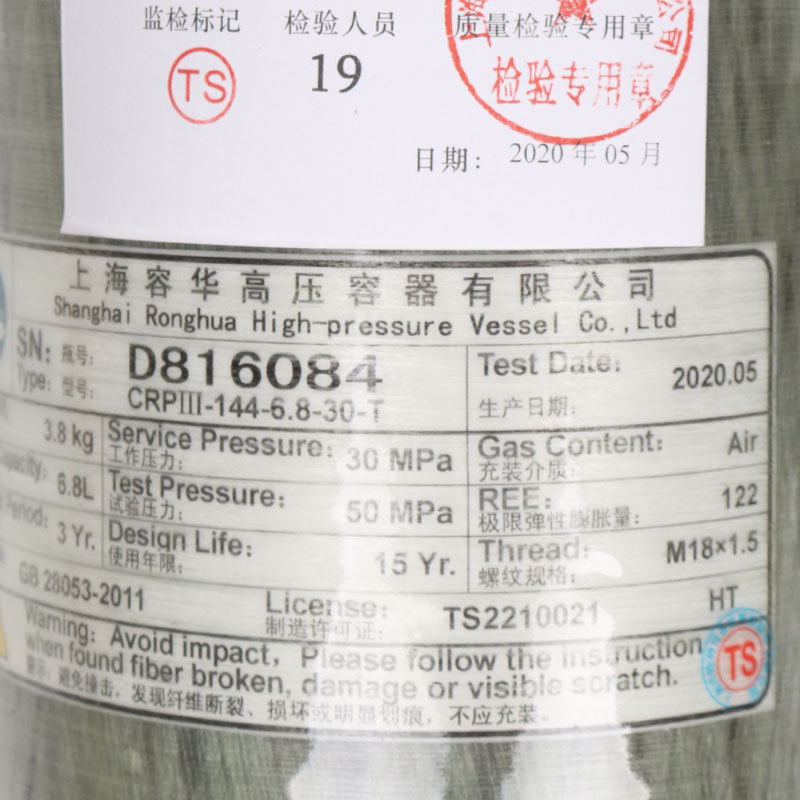 监检标记 检验人员 质量检验专用章
TS 19 检验专用章
日期: 2020 年 05 月
上海容华高压容器有限公司
Shanghai Ronghua High-pressure Vessel Co.,Ltd
SN: 瓶号: D816084 Test Date: 2020.05
Type: 型号: CRPIII-144-6.8-30-T 生产日期:
3.8 kg Service Pressure: 30 MPa Gas Content: Air
工作压力: 充装介质:
6.8L Test Pressure: 50 MPa REE: 122
试验压力: 极限弹性膨胀量:
Period: 3 Yr. Design Life: 15 Yr. Thread: M18×1.5
使用年限: 螺纹规格:
GB 28053-2011 License: TS2210021 HT
制造许可证:
Warning: Avoid impact, Please follow the instruction
when found fiber broken, damage or visible scratch.
TS
警示: 避免撞击, 发现纤维断裂、损坏或明显划痕, 不应充装。